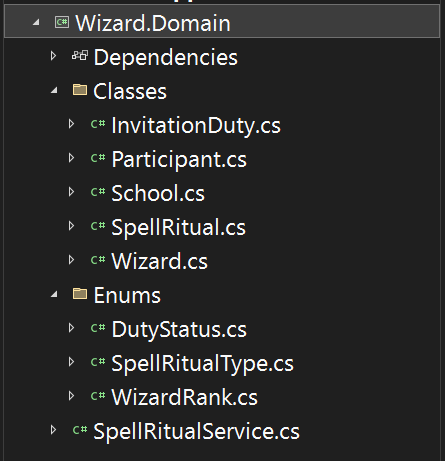 Wizard.Domain
Dependencies
Classes
C# InvitationDuty.cs
C# Participant.cs
C# School.cs
C# SpellRitual.cs
C# Wizard.cs
Enums
C# DutyStatus.cs
C# SpellRitualType.cs
C# WizardRank.cs
C# SpellRitualService.cs